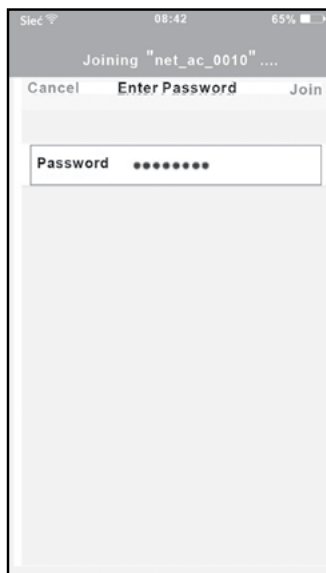 Sieć 08:42 65%
Joining "net_ac_0010"....
Cancel Enter Password Join
Password ●●●●●●●●